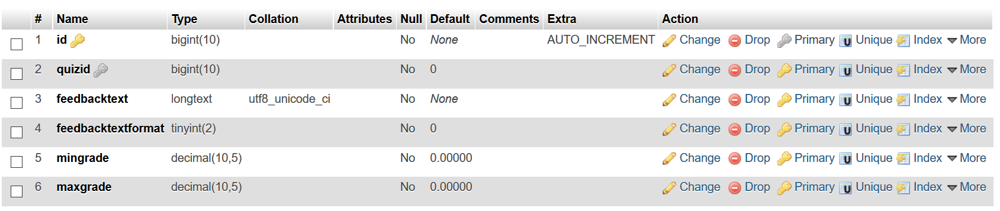 # Name Type Collation Attributes Null Default Comments Extra Action
1 id bigint(10) No None AUTO_INCREMENT Change Drop Primary Unique Index More
2 quizid bigint(10) No 0 Change Drop Primary Unique Index More
3 feedbacktext longtext utf8_unicode_ci No None Change Drop Primary Unique Index More
4 feedbacktextformat tinyint(2) No 0 Change Drop Primary Unique Index More
5 mingrade decimal(10,5) No 0.00000 Change Drop Primary Unique Index More
6 maxgrade decimal(10,5) No 0.00000 Change Drop Primary Unique Index More